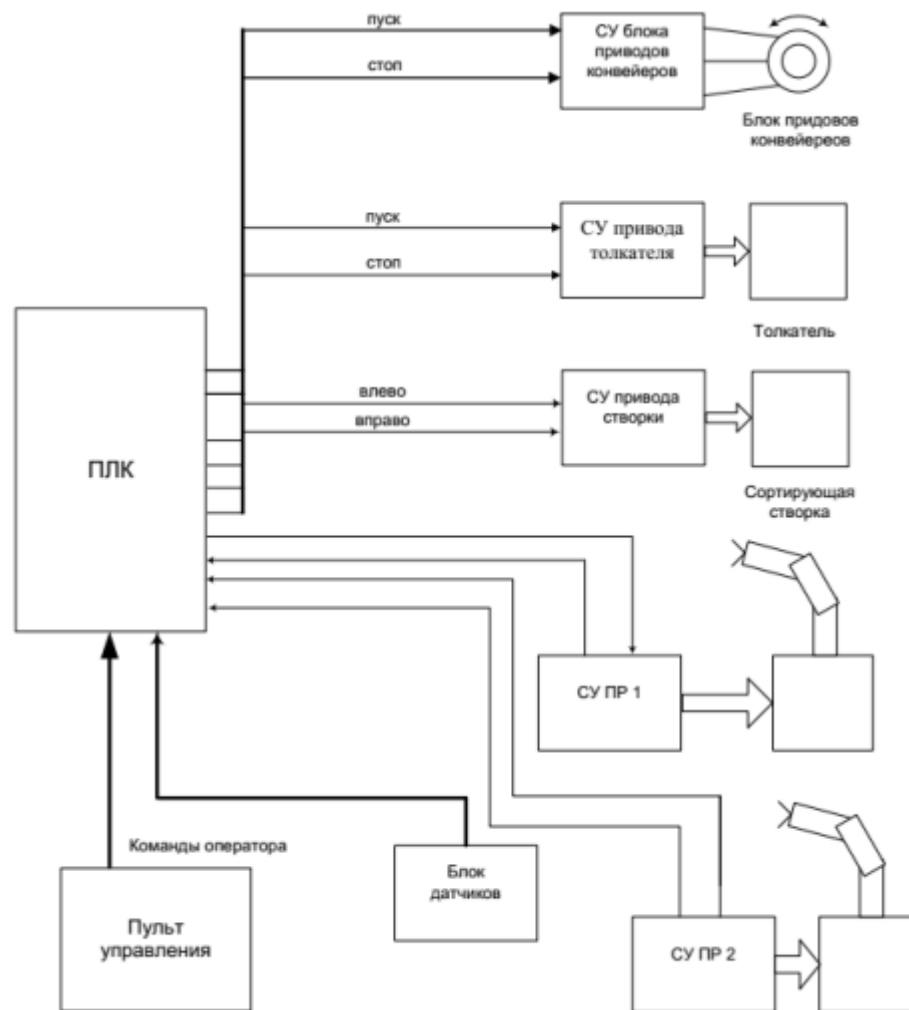 пуск
СУ блока
приводов
конвейеров
стоп
Блок придовов
конвейереов
пуск
СУ привода
толкателя
стоп
Толкатель
влево
СУ привода
створки
вправо
ПЛК
Сортирующая
створка
СУ ПР 1
Команды оператора
Блок
датчиков
Пульт
управления
СУ ПР 2